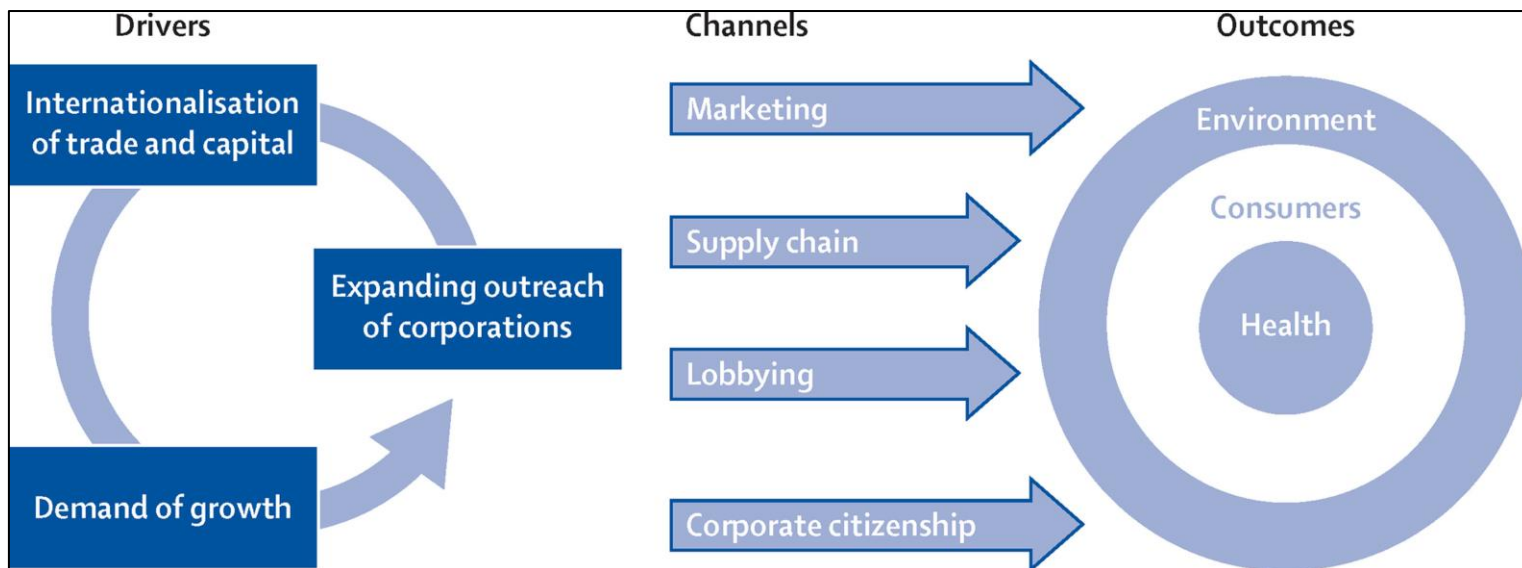 Drivers
Internationalisation
of trade and capital
Expanding outreach
of corporations
Demand of growth
Channels
Marketing
Supply chain
Lobbying
Corporate citizenship
Outcomes
Environment
Consumers
Health